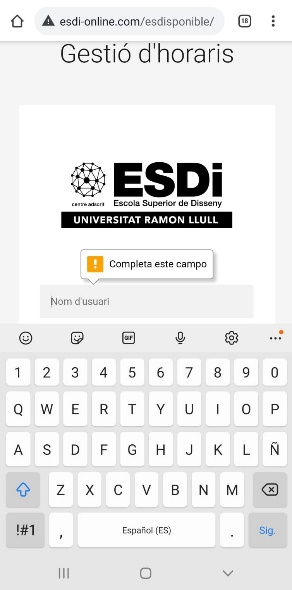 esdi-online.com/esdisponible/
18
Gestió d'horaris
ESDi
centre adscrit
Escola Superior de Disseny
UNIVERSITAT RAMON LLULL
Completa este campo
Nom d'usuari
GIF
1 2 3 4 5 6 7 8 9 0
Q W E R T Y U I O P
A S D F G H J K L Ñ
Z X C V B N M
!#1 , Español (ES) . Sig.